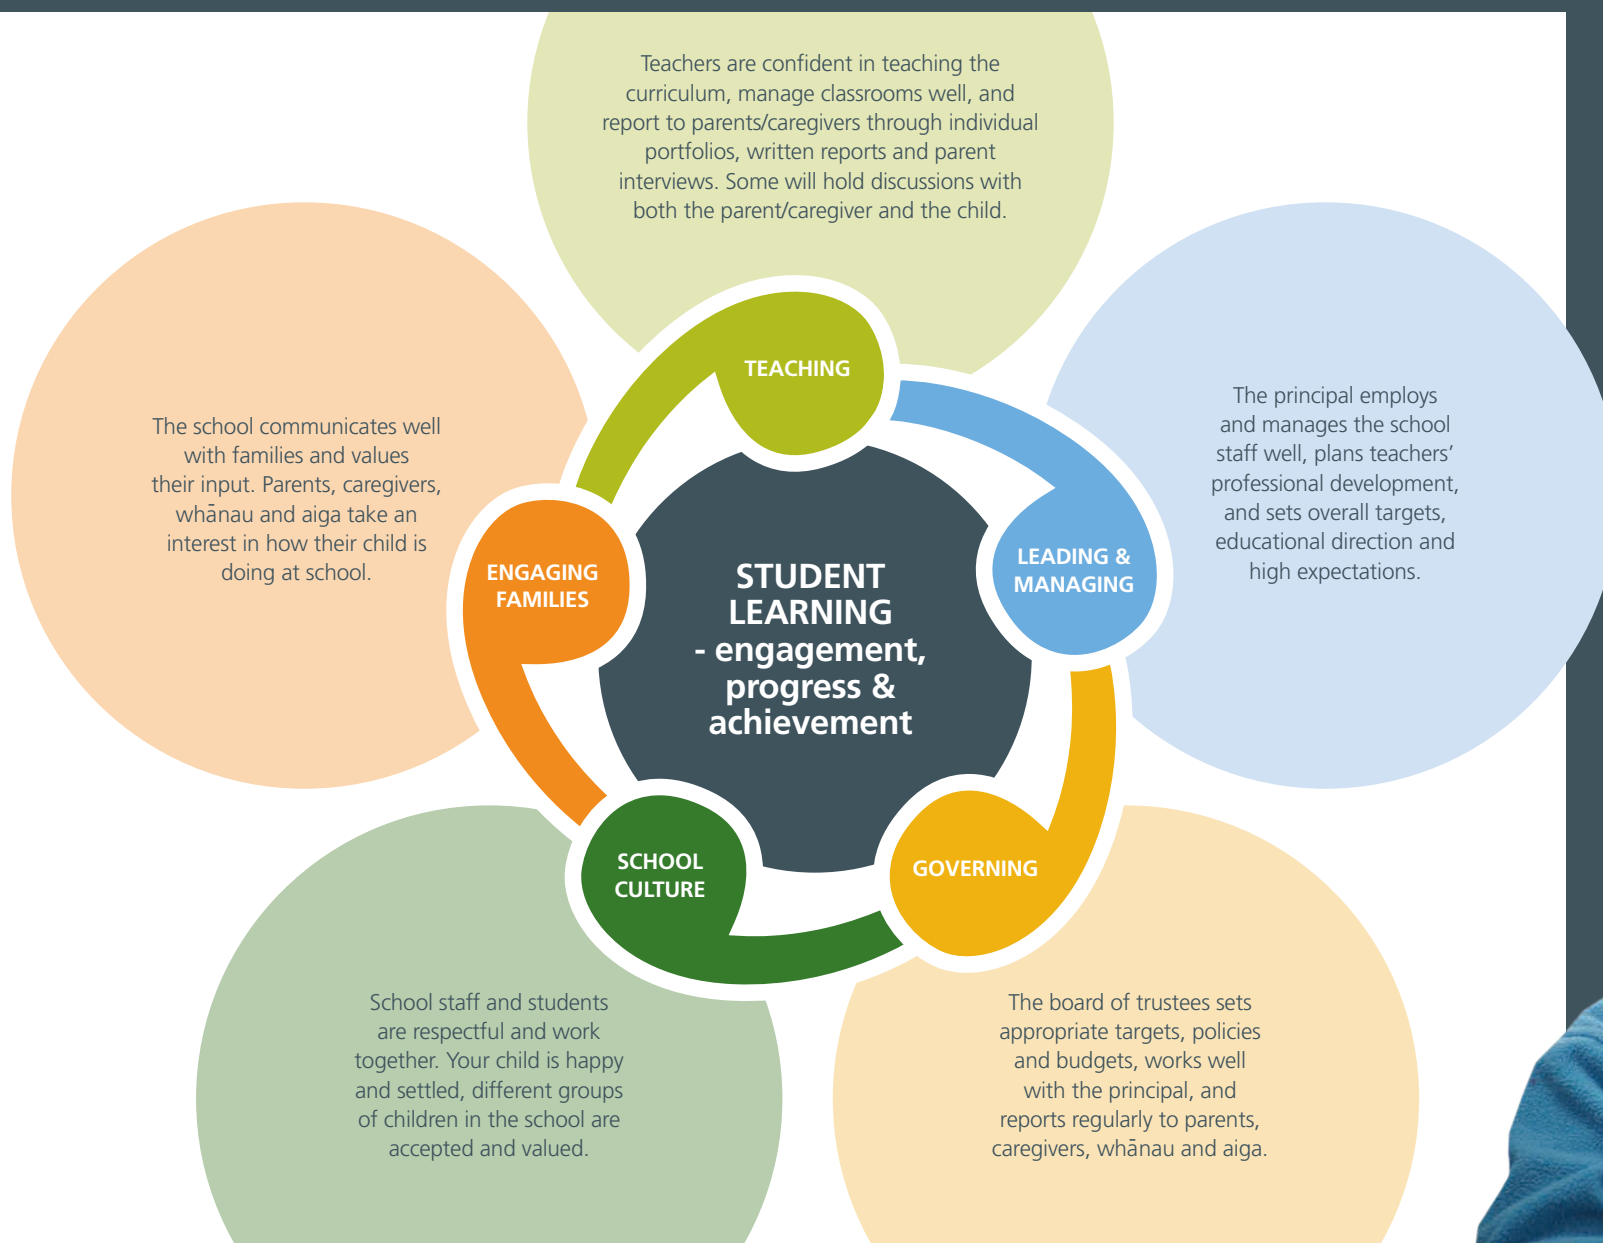 Teachers are confident in teaching the
curriculum, manage classrooms well, and
report to parents/caregivers through individual
portfolios, written reports and parent
interviews. Some will hold discussions with
both the parent/caregiver and the child.
TEACHING
The principal employs
and manages the school
staff well, plans teachers’
professional development,
and sets overall targets,
educational direction and
high expectations.
LEADING &
MANAGING
The school communicates well
with families and values
their input. Parents, caregivers,
whānau and aiga take an
interest in how their child is
doing at school.
ENGAGING
FAMILIES
STUDENT
LEARNING
- engagement,
progress &
achievement
SCHOOL
CULTURE
GOVERNING
School staff and students
are respectful and work
together. Your child is happy
and settled, different groups
of children in the school are
accepted and valued.
The board of trustees sets
appropriate targets, policies
and budgets, works well
with the principal, and
reports regularly to parents,
caregivers, whānau and aiga.